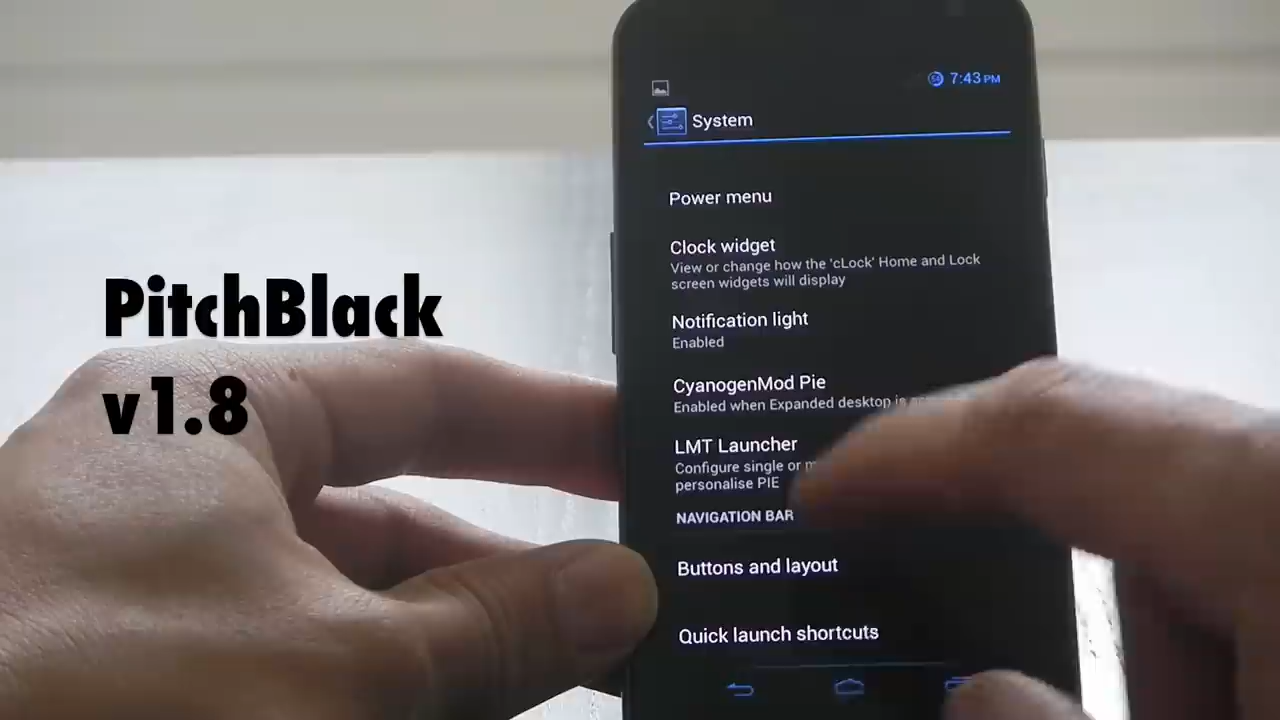 7:43 PM
System
Power menu
Clock widget
View or change how the 'cLock' Home and Lock
screen widgets will display
Notification light
Enabled
PitchBlack
v1.8
CyanogenMod Pie
Enabled when Expanded desktop is
LMT Launcher
Configure single or
personalise PIE
NAVIGATION BAR
Buttons and layout
Quick launch shortcuts